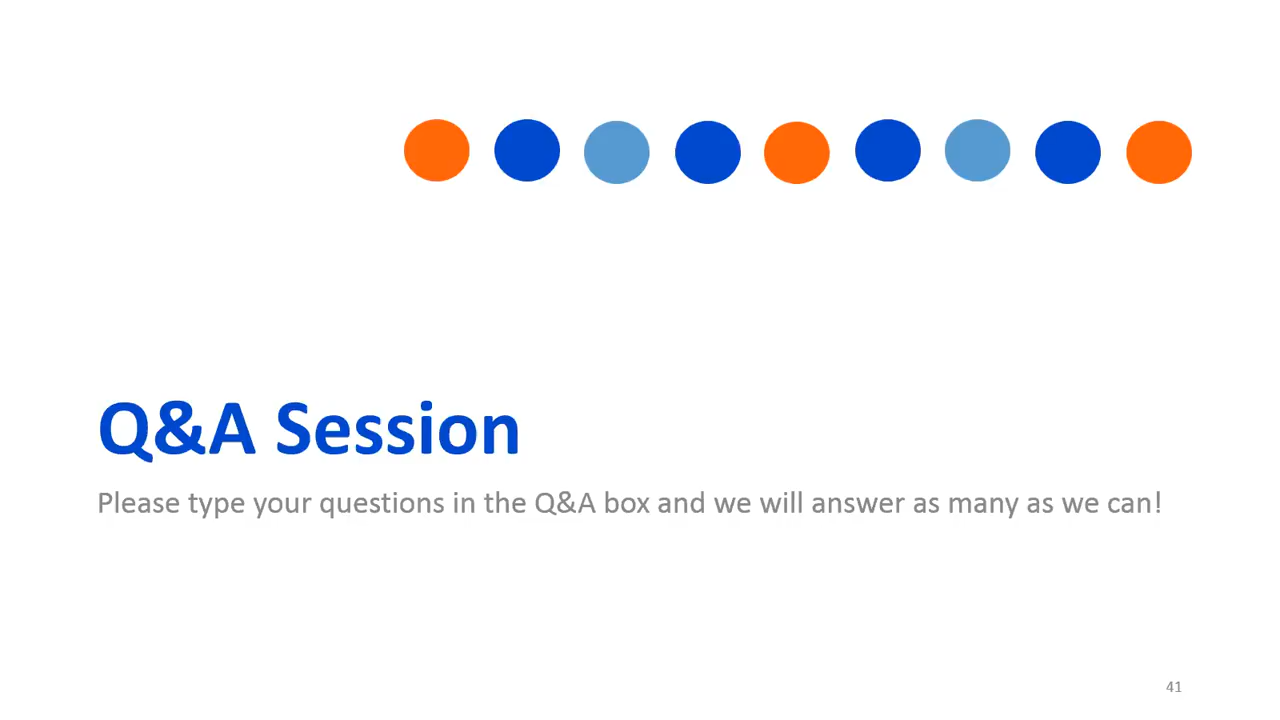 Q&A Session
Please type your questions in the Q&A box and we will answer as many as we can!
41